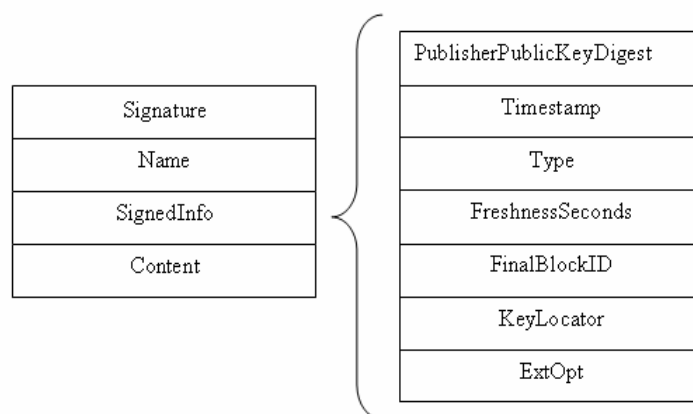 Signature
Name
SignedInfo
Content
PublisherPublicKeyDigest
Timestamp
Type
FreshnessSeconds
FinalBlockID
KeyLocator
ExtOpt